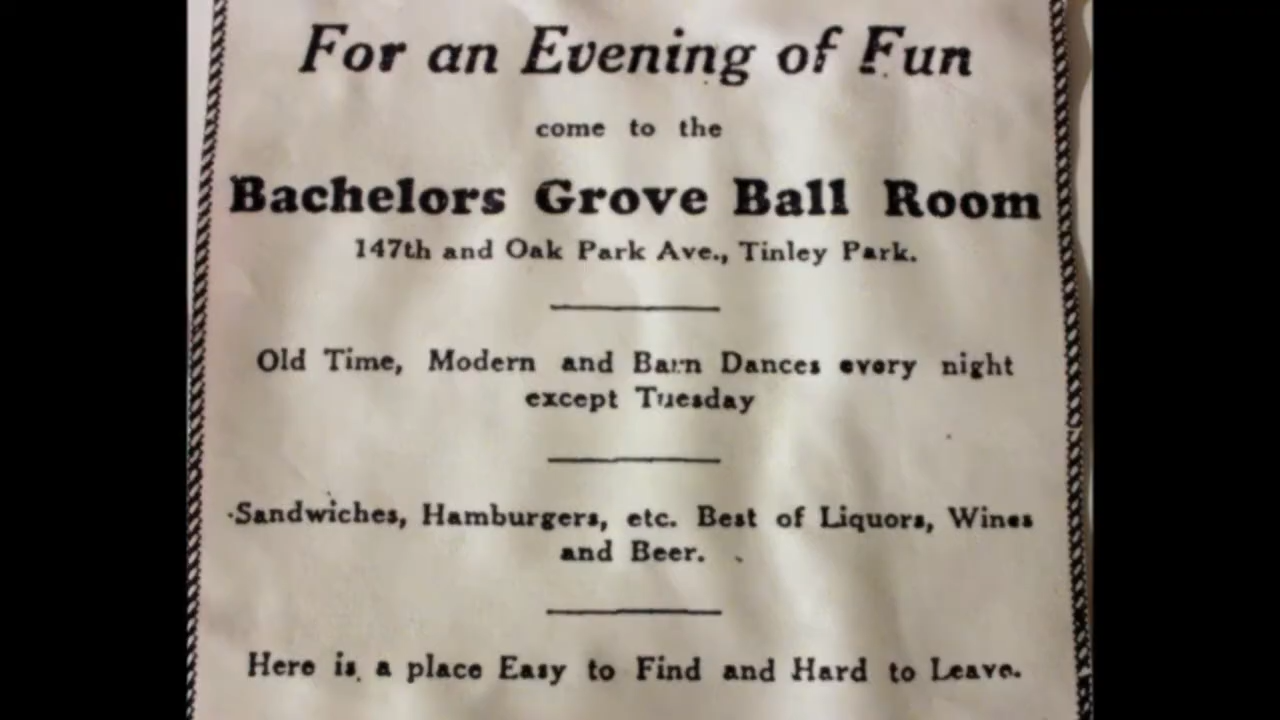 For an Evening of Fun
come to the
Bachelors Grove Ball Room
147th and Oak Park Ave., Tinley Park.
Old Time, Modern and Barn Dances every night
except Tuesday
Sandwiches, Hamburgers, etc. Best of Liquors, Wines
and Beer.
Here is a place Easy to Find and Hard to Leave.